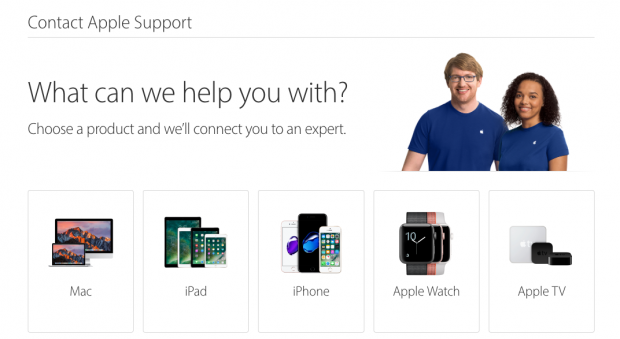 Contact Apple Support
What can we help you with?
Choose a product and we’ll connect you to an expert.
Mac
iPad
iPhone
Apple Watch
Apple TV